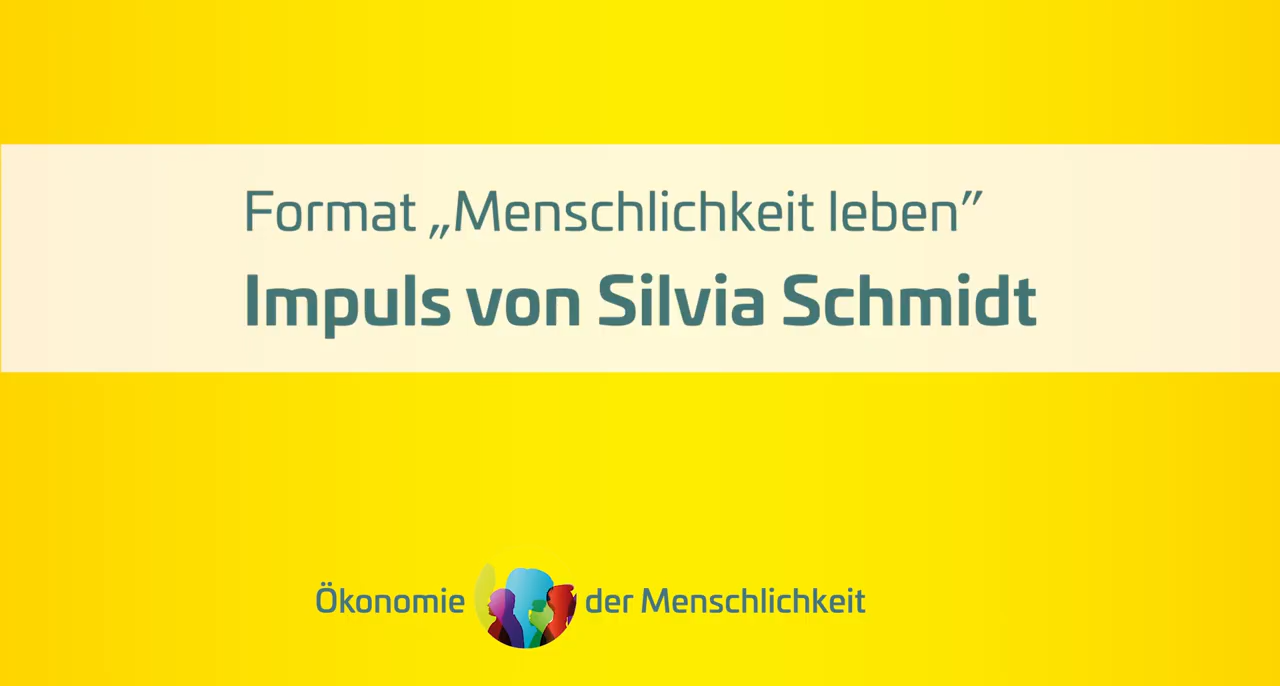 Format „Menschlichkeit leben”
Impuls von Silvia Schmidt
Ökonomie der Menschlichkeit